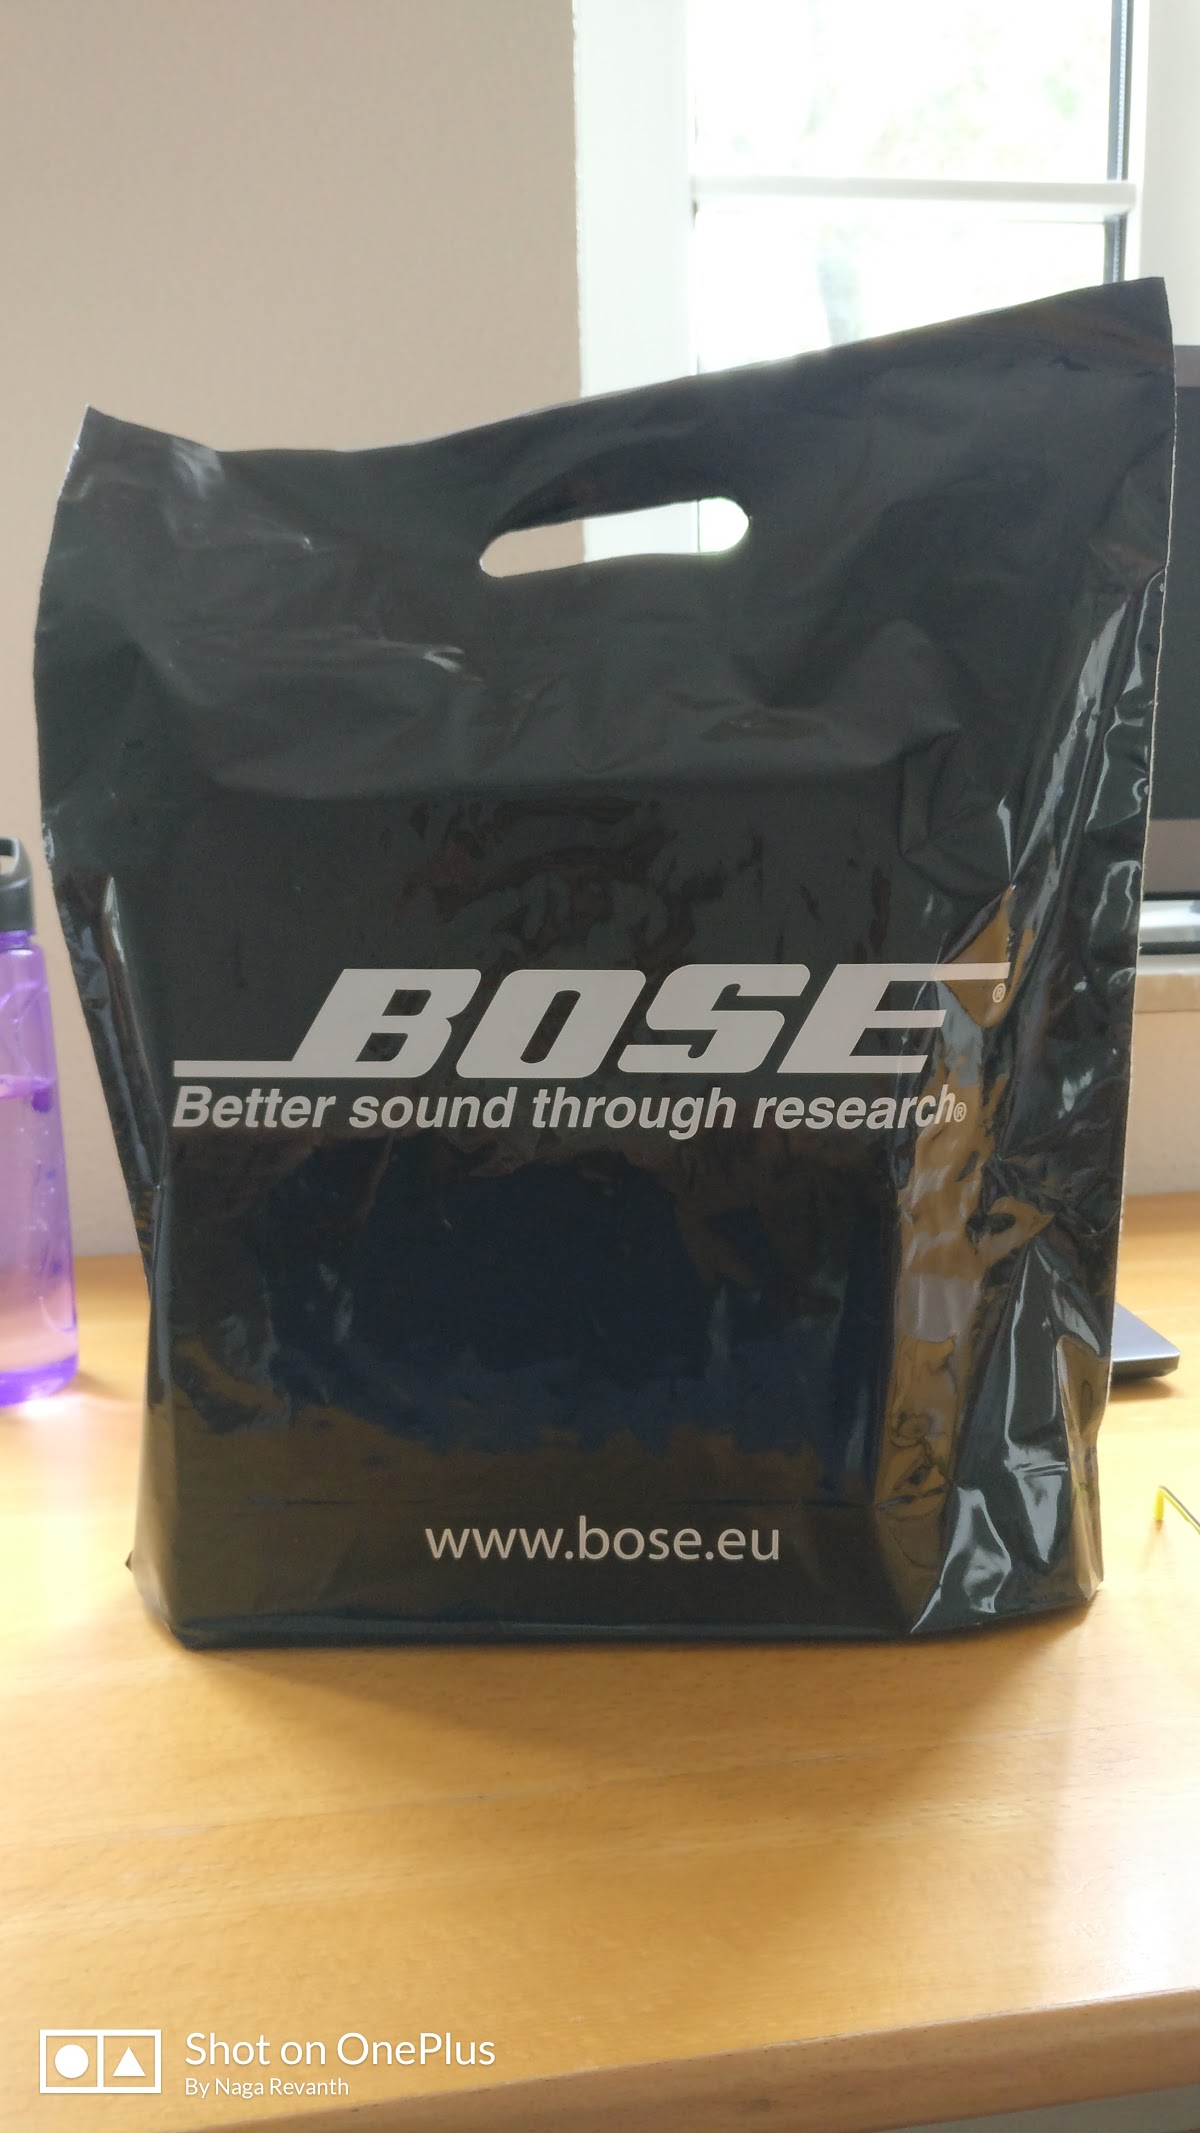 BOSE®
Better sound through research®
www.bose.eu
Shot on OnePlus
By Naga Revanth